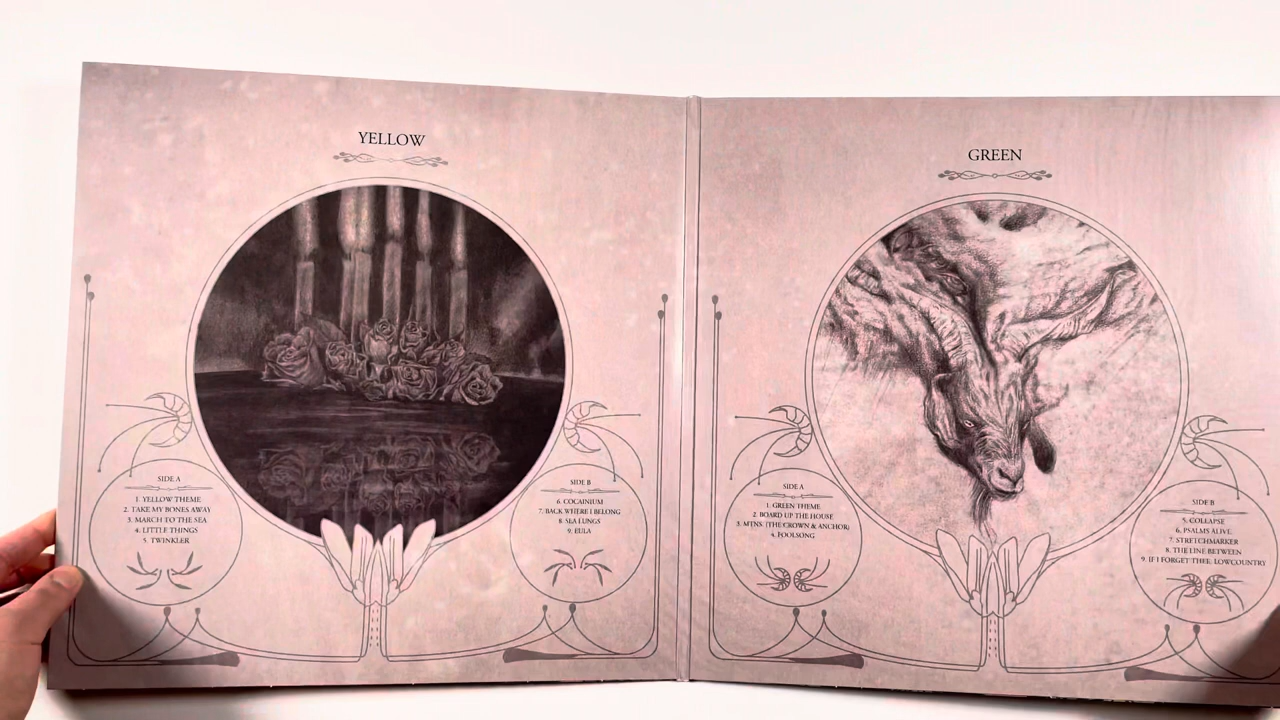 YELLOW
SIDE A
1. YELLOW THEME
2. TAKE MY BONES AWAY
3. MARCH TO THE SEA
4. LITTLE THINGS
5. TWINKLER
SIDE B
6. COCAINIUM
7. BACK WHERE I BELONG
8. SEA LUNGS
9. EULA
GREEN
SIDE A
1. GREEN THEME
2. BOARD UP THE HOUSE
3. MTNS. (THE CROWN & ANCHOR)
4. FOOLSONG
SIDE B
5. COLLAPSE
6. PSALMS ALIVE
7. STRETCHMARKER
8. THE LINE BETWEEN
9. IF I FORGET THEE, LOWCOUNTRY